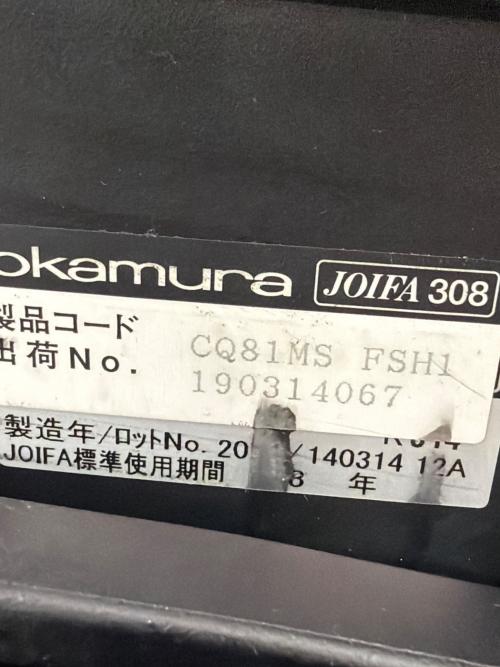 okamura JOIFA 308
製品コード CQ81MS FSH1
出荷No. 190314067
製造年/ロットNo. 20 /140314 12A
JOIFA標準使用期間 8 年